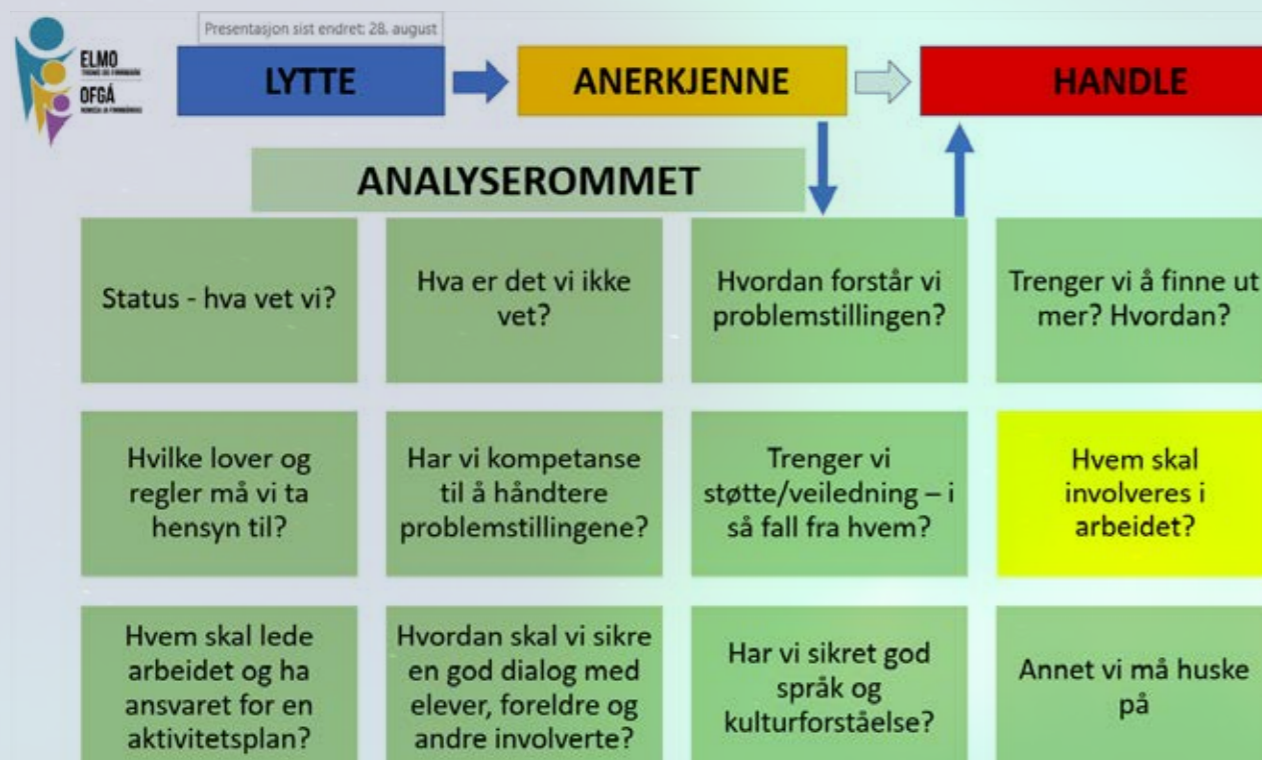 Presentasjon sist endret: 28. august
ELMO
TROMS OG FINNMARK
OFGÁ
LYTTE
ANERKJENNE
HANDLE
ANALYSEROMMET
Status - hva vet vi?
Hva er det vi ikke
vet?
Hvordan forstår vi
problemstillingen?
Trenger vi å finne ut
mer? Hvordan?
Hvilke lover og
regler må vi ta
hensyn til?
Har vi kompetanse
til å håndtere
problemstillingene?
Trenger vi
støtte/veiledning – i
så fall fra hvem?
Hvem skal
involveres i
arbeidet?
Hvem skal lede
arbeidet og ha
ansvaret for en
aktivitetsplan?
Hvordan skal vi sikre
en god dialog med
elever, foreldre og
andre involverte?
Har vi sikret god
språk og
kulturforståelse?
Annet vi må huske
på